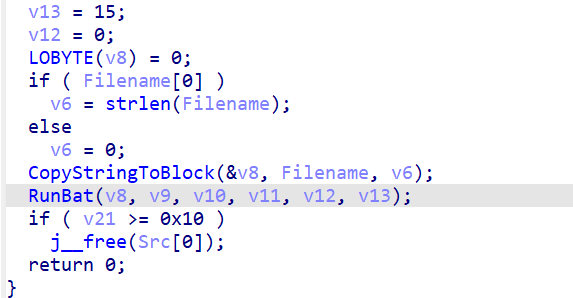 v13 = 15;
v12 = 0;
LOBYTE(v8) = 0;
if ( Filename[0] )
v6 = strlen(Filename);
else
v6 = 0;
CopyStringToBlock(&v8, Filename, v6);
RunBat(v8, v9, v10, v11, v12, v13);
if ( v21 >= 0x10 )
j__free(Src[0]);
return 0;
}